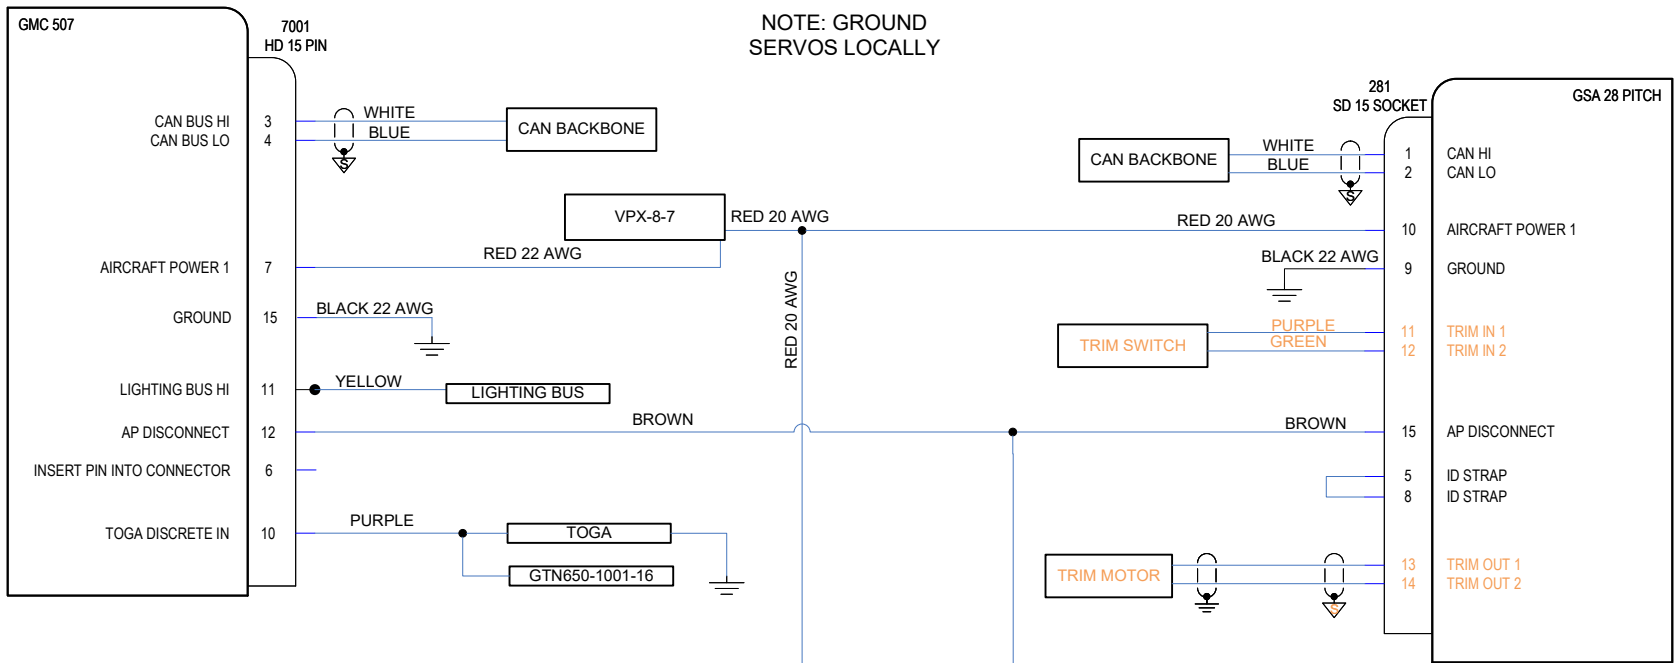 GMC 507
7001
HD 15 PIN
NOTE: GROUND
SERVOS LOCALLY
281
SD 15 SOCKET
GSA 28 PITCH
CAN BUS HI 3 WHITE
CAN BUS LO 4 BLUE
CAN BACKBONE
S
CAN BACKBONE
WHITE 1 CAN HI
BLUE 2 CAN LO
S
VPX-8-7
RED 20 AWG
RED 20 AWG
10 AIRCRAFT POWER 1
AIRCRAFT POWER 1 7 RED 22 AWG
BLACK 22 AWG 9 GROUND
RED 20 AWG
GROUND 15 BLACK 22 AWG
TRIM SWITCH
PURPLE 11 TRIM IN 1
GREEN 12 TRIM IN 2
LIGHTING BUS HI 11 YELLOW LIGHTING BUS
AP DISCONNECT 12 BROWN
BROWN 15 AP DISCONNECT
INSERT PIN INTO CONNECTOR 6
5 ID STRAP
8 ID STRAP
TOGA DISCRETE IN 10 PURPLE TOGA
GTN650-1001-16
TRIM MOTOR
13 TRIM OUT 1
14 TRIM OUT 2
S